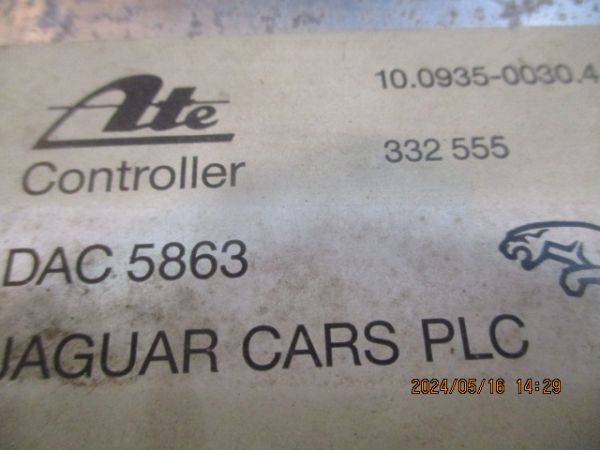 Ate
10.0935-0030.4
Controller
332 555
DAC 5863
JAGUAR CARS PLC
2024/05/16 14:29